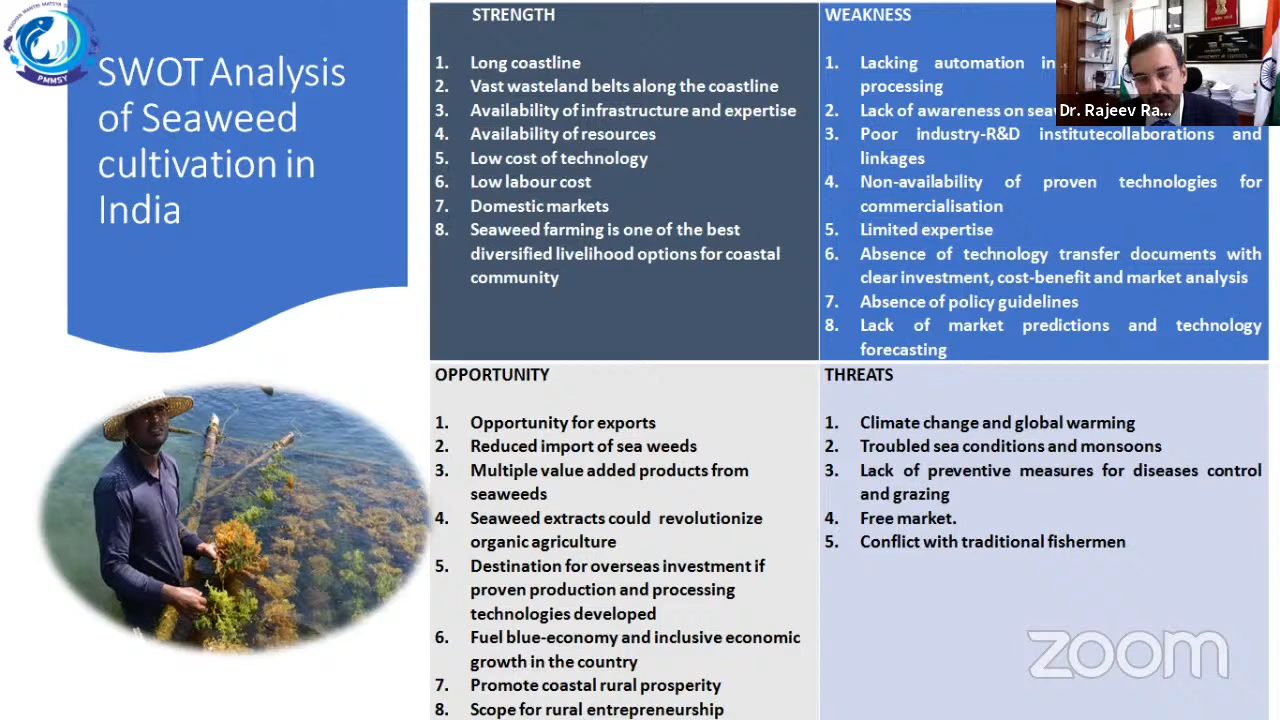 PRADHAN MANTRI MATSYA SAMPADA YOJANA
PMMSY
SWOT Analysis
of Seaweed
cultivation in
India
STRENGTH
1. Long coastline
2. Vast wasteland belts along the coastline
3. Availability of infrastructure and expertise
4. Availability of resources
5. Low cost of technology
6. Low labour cost
7. Domestic markets
8. Seaweed farming is one of the best
diversified livelihood options for coastal
community
WEAKNESS
1. Lacking automation in
processing
2. Lack of awareness on
3. Poor industry-R&D institutecollaborations and
linkages
4. Non-availability of proven technologies for
commercialisation
5. Limited expertise
6. Absence of technology transfer documents with
clear investment, cost-benefit and market analysis
7. Absence of policy guidelines
8. Lack of market predictions and technology
forecasting
Dr. Rajeev Ra...
OPPORTUNITY
1. Opportunity for exports
2. Reduced import of sea weeds
3. Multiple value added products from
seaweeds
4. Seaweed extracts could revolutionize
organic agriculture
5. Destination for overseas investment if
proven production and processing
technologies developed
6. Fuel blue-economy and inclusive economic
growth in the country
7. Promote coastal rural prosperity
8. Scope for rural entrepreneurship
THREATS
1. Climate change and global warming
2. Troubled sea conditions and monsoons
3. Lack of preventive measures for diseases control
and grazing
4. Free market.
5. Conflict with traditional fishermen
zoom